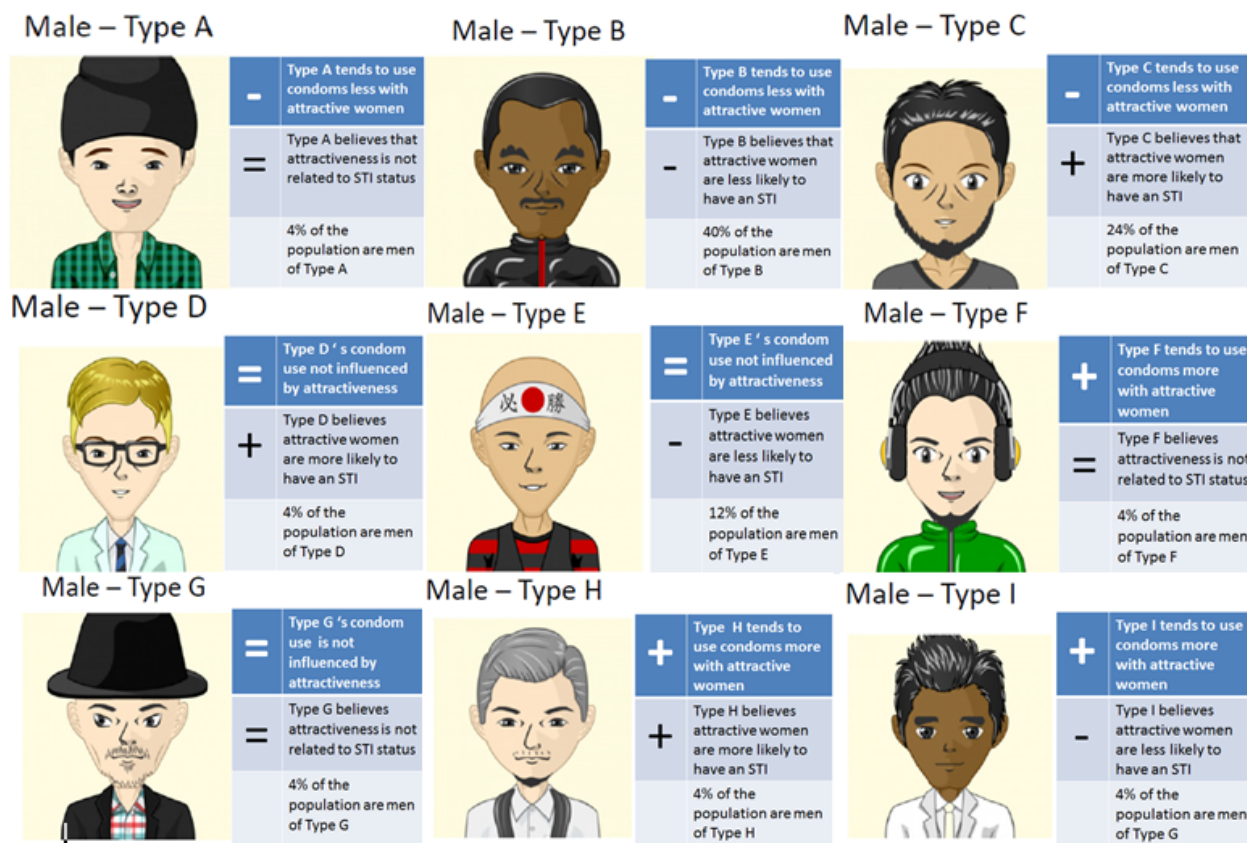 Male – Type A
-
Type A tends to use
condoms less with
attractive women
=
Type A believes that
attractiveness is not
related to STI status
4% of the
population are men
of Type A
Male – Type B
-
Type B tends to use
condoms less with
attractive women
-
Type B believes that
attractive women
are less likely to
have an STI
40% of the
population are men
of Type B
Male – Type C
-
Type C tends to use
condoms less with
attractive women
+
Type C believes that
attractive women
are more likely to
have an STI
24% of the
population are men
of Type C
Male – Type D
=
Type D ‘ s condom
use not influenced
by attractiveness
+
Type D believes
attractive women
are more likely to
have an STI
4% of the
population are men
of Type D
Male – Type E
必 勝
=
Type E ‘ s condom
use not influenced
by attractiveness
-
Type E believes
attractive women
are less likely to
have an STI
12% of the
population are men
of Type E
Male – Type F
+
Type F tends to use
condoms more
with attractive
women
=
Type F believes
attractiveness is not
related to STI status
4% of the
population are men
of Type F
Male – Type G
=
Type G ‘s condom
use is not
influenced by
attractiveness
=
Type G believes
attractiveness is not
related to STI status
4% of the
population are men
of Type G
Male – Type H
+
Type H tends to
use condoms more
with attractive
women
+
Type H believes
attractive women
are more likely to
have an STI
4% of the
population are men
of Type H
Male – Type I
+
Type I tends to use
condoms more
with attractive
women
-
Type I believes
attractive women
are less likely to
have an STI
4% of the
population are men
of Type G